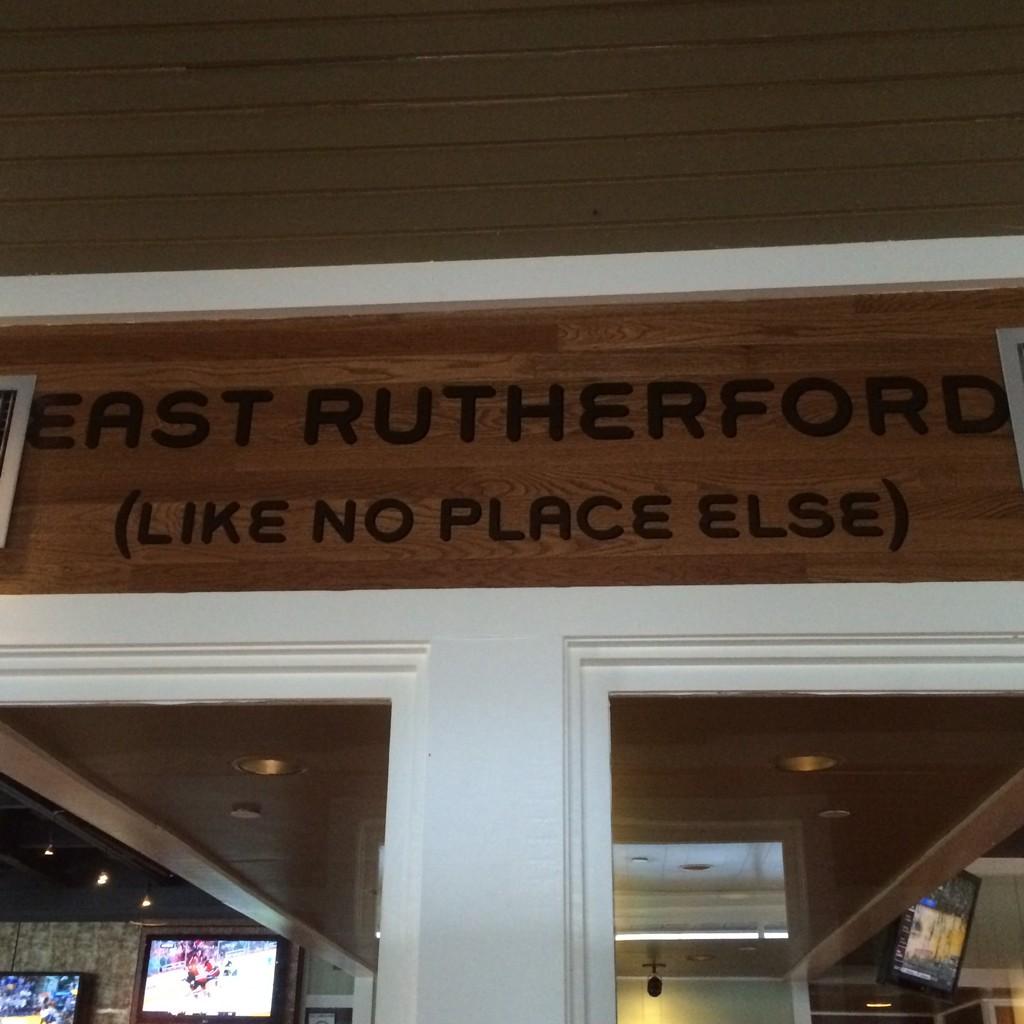 EAST RUTHERFORD
(LIKE NO PLACE ELSE)